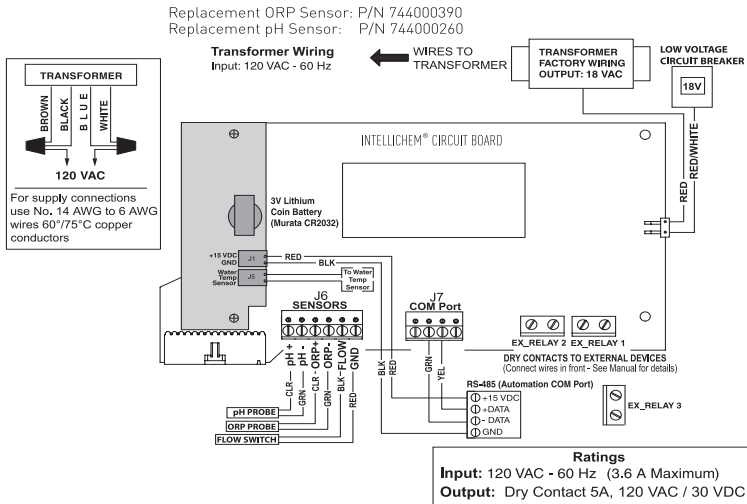 Replacement ORP Sensor: P/N 744000390
Replacement pH Sensor: P/N 744000260
Transformer Wiring
Input: 120 VAC - 60 Hz
WIRES TO
TRANSFORMER
TRANSFORMER
FACTORY WIRING
OUTPUT: 18 VAC
LOW VOLTAGE
CIRCUIT BREAKER
18V
RED
RED/WHITE
TRANSFORMER
BROWN
BLACK
BLUE
WHITE
120 VAC
For supply connections
use No. 14 AWG to 6 AWG
wires 60°/75°C copper
conductors
INTELLICHEM® CIRCUIT BOARD
3V Lithium
Coin Battery
(Murata CR2032)
+15 VDC
GND
J1
RED
BLK
Water
Temp
Sensor
J5
To Water
Temp
Sensor
J6
SENSORS
J7
COM Port
pH +
pH -
ORP+
ORP-
FLOW
GND
CLR
GRN
CLR
GRN
BLK
RED
pH PROBE
ORP PROBE
FLOW SWITCH
BLK
RED
GRN
YEL
EX_RELAY 2
EX_RELAY 1
DRY CONTACTS TO EXTERNAL DEVICES
(Connect wires in front - See Manual for details)
RS-485 (Automation COM Port)
+15 VDC
+DATA
- DATA
GND
EX_RELAY 3
Ratings
Input: 120 VAC - 60 Hz (3.6 A Maximum)
Output: Dry Contact 5A, 120 VAC / 30 VDC